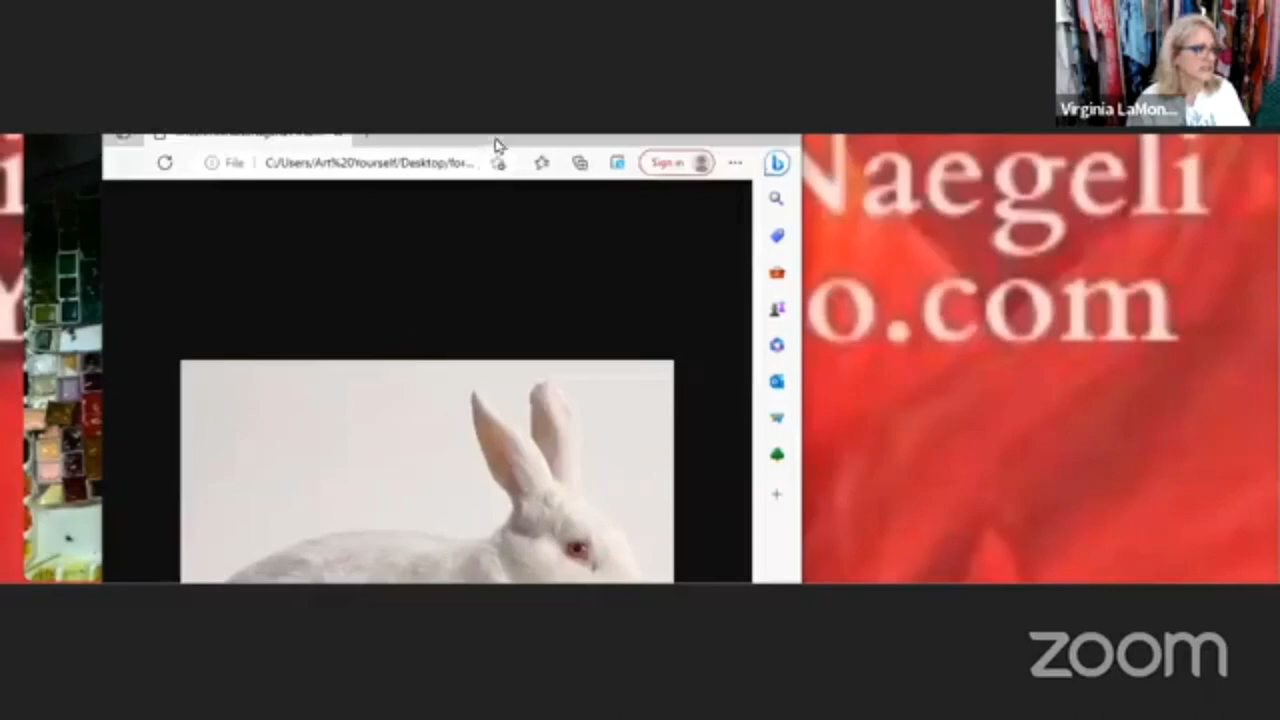 Virginia LaMon...
File
C:/Users/Art%20Yourself/Desktop/for...
Sign in
Naegeli
o.com
zoom